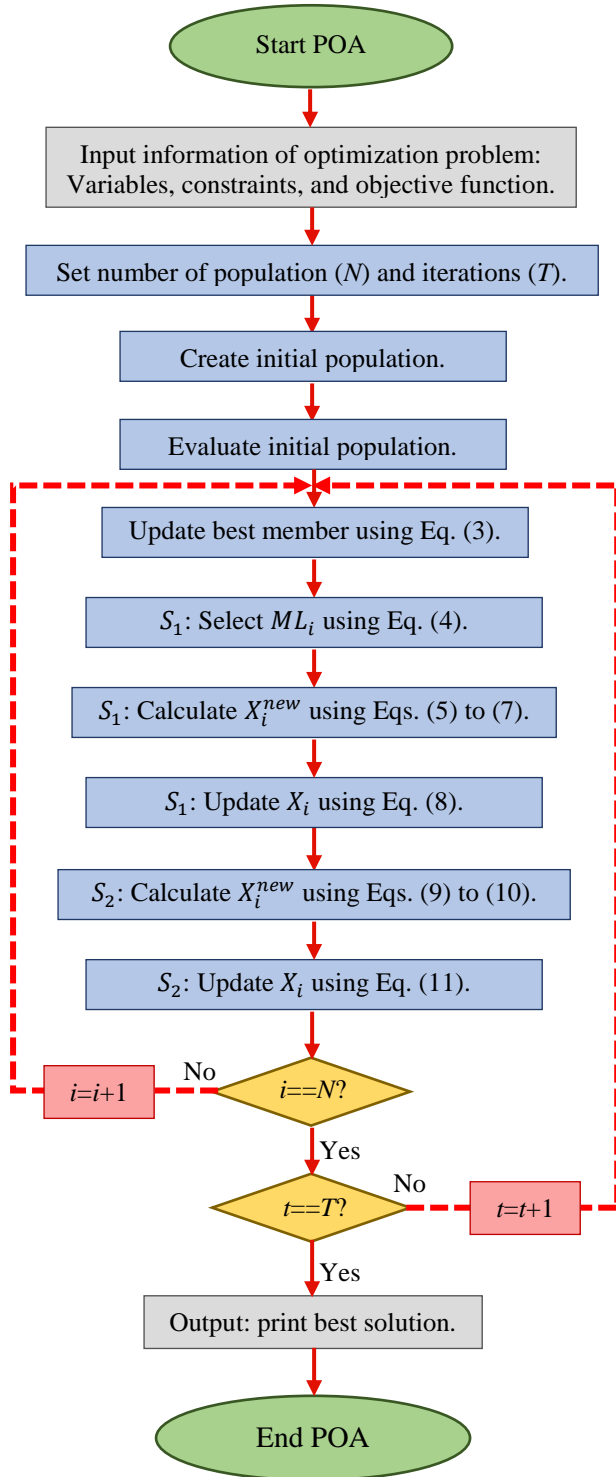 Start POA
Input information of optimization problem:
Variables, constraints, and objective function.
Set number of population (N) and iterations (T).
Create initial population.
Evaluate initial population.
Update best member using Eq. (3).
S₁: Select MLᵢ using Eq. (4).
S₁: Calculate Xᵢⁿᵉʷ using Eqs. (5) to (7).
S₁: Update Xᵢ using Eq. (8).
S₂: Calculate Xᵢⁿᵉʷ using Eqs. (9) to (10).
S₂: Update Xᵢ using Eq. (11).
No
i=i+1
i==N?
Yes
No
t==T?
t=t+1
Yes
Output: print best solution.
End POA